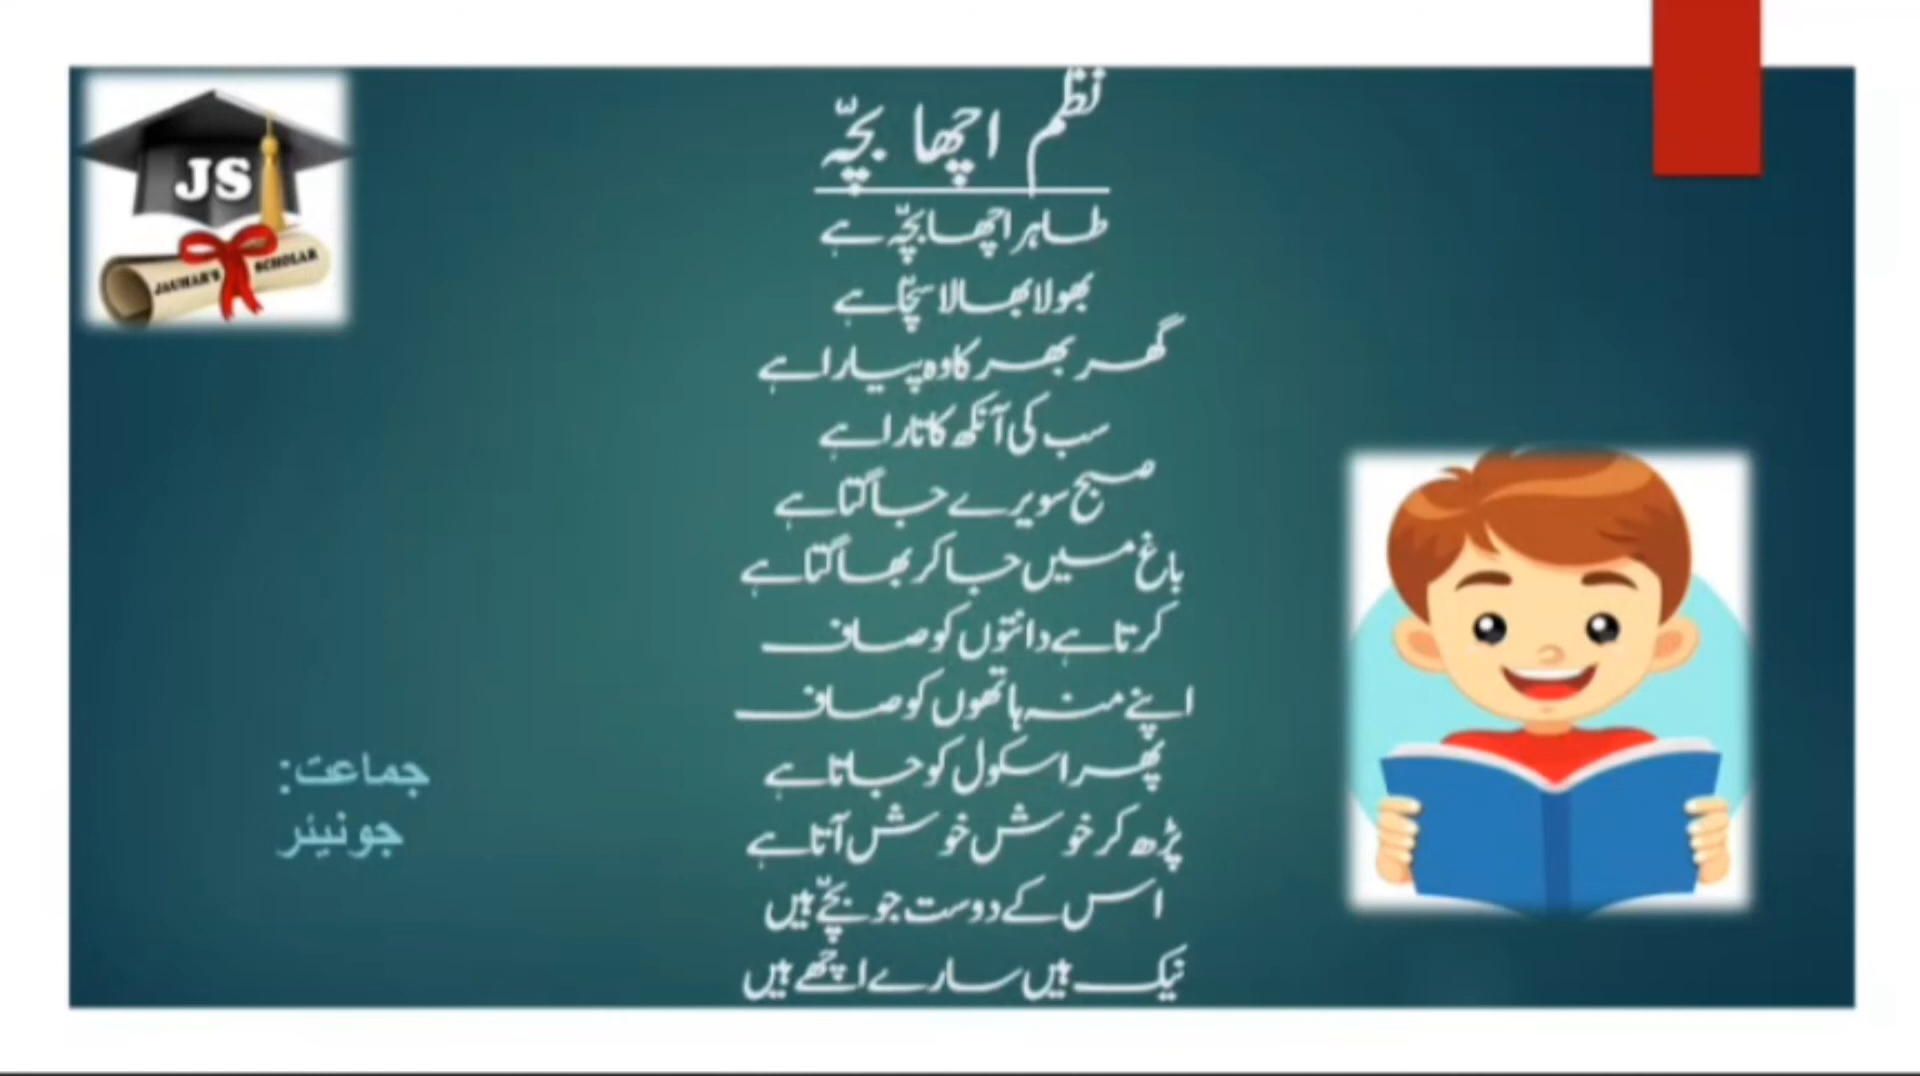 نظم اچھا بچّہ
طاہر اچھا بچّہ ہے
بھولا بھالا سچّا ہے
گھر بھر کا وہ پیارا ہے
سب کی آنکھ کا تارا ہے
صبح سویرے جاگتا ہے
باغ میں جا کر بھاگتا ہے
کرتا ہے دانتوں کو صاف
اپنے منہ ہاتھوں کو صاف
پھر اسکول کو جاتا ہے
پڑھ کر خوش خوش آتا ہے
اس کے دوست جو بچّے ہیں
نیک ہیں سارے اچھے ہیں
جماعت:
جونیئر
JS
JAUHAR'S SCHOLAR